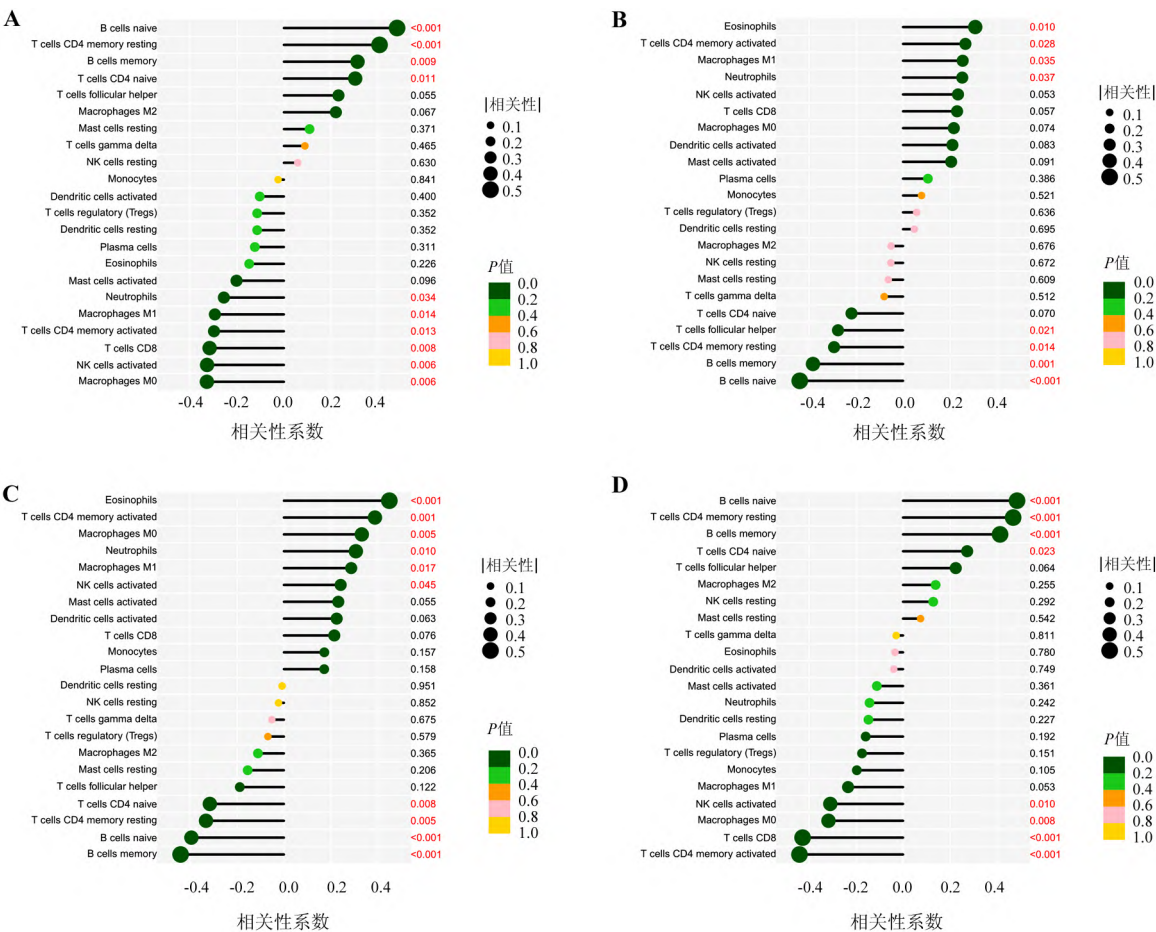 A
B cells naive <0.001
T cells CD4 memory resting <0.001
B cells memory 0.009
T cells CD4 naive 0.011
T cells follicular helper 0.055
Macrophages M2 0.067
Mast cells resting 0.371
T cells gamma delta 0.465
NK cells resting 0.630
Monocytes 0.841
Dendritic cells activated 0.400
T cells regulatory (Tregs) 0.352
Dendritic cells resting 0.352
Plasma cells 0.311
Eosinophils 0.226
Mast cells activated 0.096
Neutrophils 0.034
Macrophages M1 0.014
T cells CD4 memory activated 0.013
T cells CD8 0.008
NK cells activated 0.006
Macrophages M0 0.006
-0.4 -0.2 0.0 0.2 0.4
相关性系数
|相关性|
0.1
0.2
0.3
0.4
0.5
P值
0.0
0.2
0.4
0.6
0.8
1.0
B
Eosinophils 0.010
T cells CD4 memory activated 0.028
Macrophages M1 0.035
Neutrophils 0.037
NK cells activated 0.053
T cells CD8 0.057
Macrophages M0 0.074
Dendritic cells activated 0.083
Mast cells activated 0.091
Plasma cells 0.386
Monocytes 0.521
T cells regulatory (Tregs) 0.636
Dendritic cells resting 0.695
Macrophages M2 0.676
NK cells resting 0.672
Mast cells resting 0.609
T cells gamma delta 0.512
T cells CD4 naive 0.070
T cells follicular helper 0.021
T cells CD4 memory resting 0.014
B cells memory 0.001
B cells naive <0.001
-0.4 -0.2 0.0 0.2 0.4
相关性系数
|相关性|
0.1
0.2
0.3
0.4
0.5
P值
0.0
0.2
0.4
0.6
0.8
1.0
C
Eosinophils <0.001
T cells CD4 memory activated 0.001
Macrophages M0 0.005
Neutrophils 0.010
Macrophages M1 0.017
NK cells activated 0.045
Mast cells activated 0.055
Dendritic cells activated 0.063
T cells CD8 0.076
Monocytes 0.157
Plasma cells 0.158
Dendritic cells resting 0.951
NK cells resting 0.852
T cells gamma delta 0.675
T cells regulatory (Tregs) 0.579
Macrophages M2 0.365
Mast cells resting 0.206
T cells follicular helper 0.122
T cells CD4 naive 0.008
T cells CD4 memory resting 0.005
B cells naive <0.001
B cells memory <0.001
-0.4 -0.2 0.0 0.2 0.4
相关性系数
|相关性|
0.1
0.2
0.3
0.4
0.5
P值
0.0
0.2
0.4
0.6
0.8
1.0
D
B cells naive <0.001
T cells CD4 memory resting <0.001
B cells memory <0.001
T cells CD4 naive 0.023
T cells follicular helper 0.064
Macrophages M2 0.255
NK cells resting 0.292
Mast cells resting 0.542
T cells gamma delta 0.811
Eosinophils 0.780
Dendritic cells activated 0.749
Mast cells activated 0.361
Neutrophils 0.242
Dendritic cells resting 0.227
Plasma cells 0.192
T cells regulatory (Tregs) 0.151
Monocytes 0.105
Macrophages M1 0.053
NK cells activated 0.010
Macrophages M0 0.008
T cells CD8 <0.001
T cells CD4 memory activated <0.001
-0.4 -0.2 0.0 0.2 0.4
相关性系数
|相关性|
0.1
0.2
0.3
0.4
0.5
P值
0.0
0.2
0.4
0.6
0.8
1.0